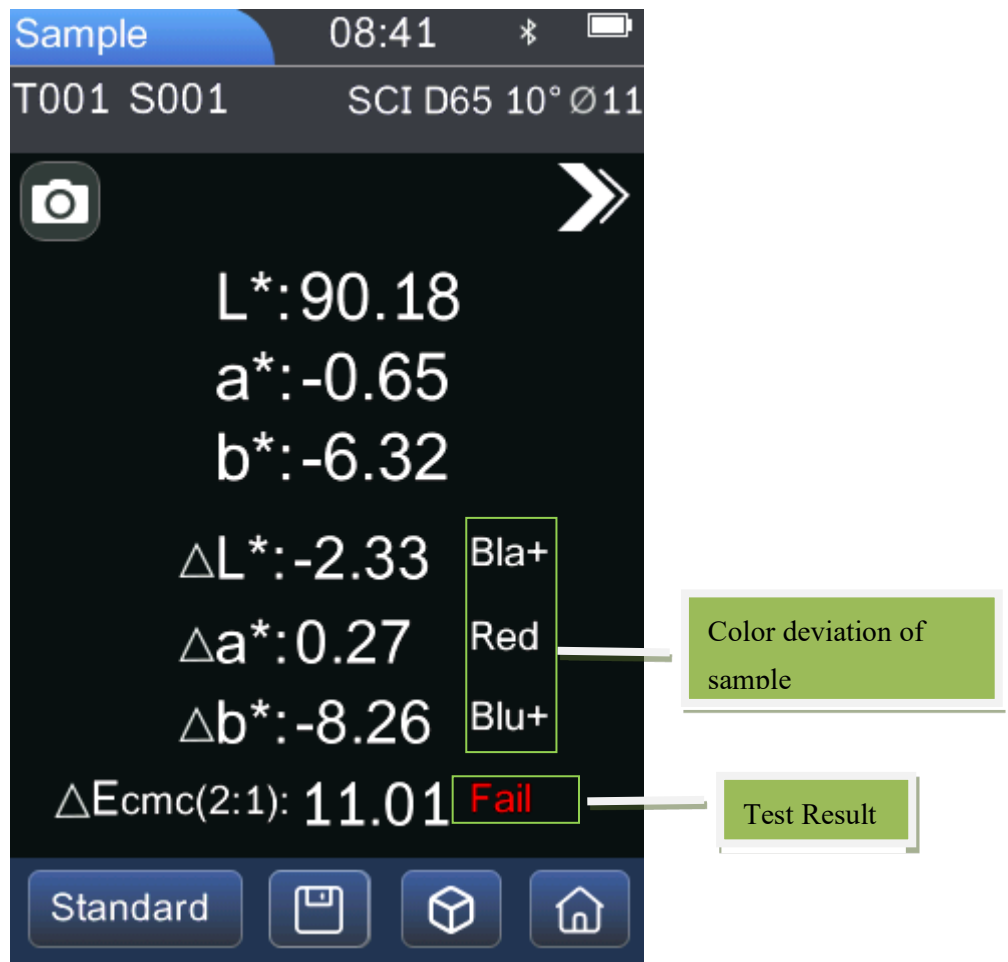 Sample 08:41
T001 S001 SCI D65 10° Ø11
L*:90.18
a*:-0.65
b*:-6.32
△L*:-2.33 Bla+
△a*:0.27 Red
△b*:-8.26 Blu+
Color deviation of
sample
△Ecmc(2:1): 11.01 Fail
Test Result
Standard